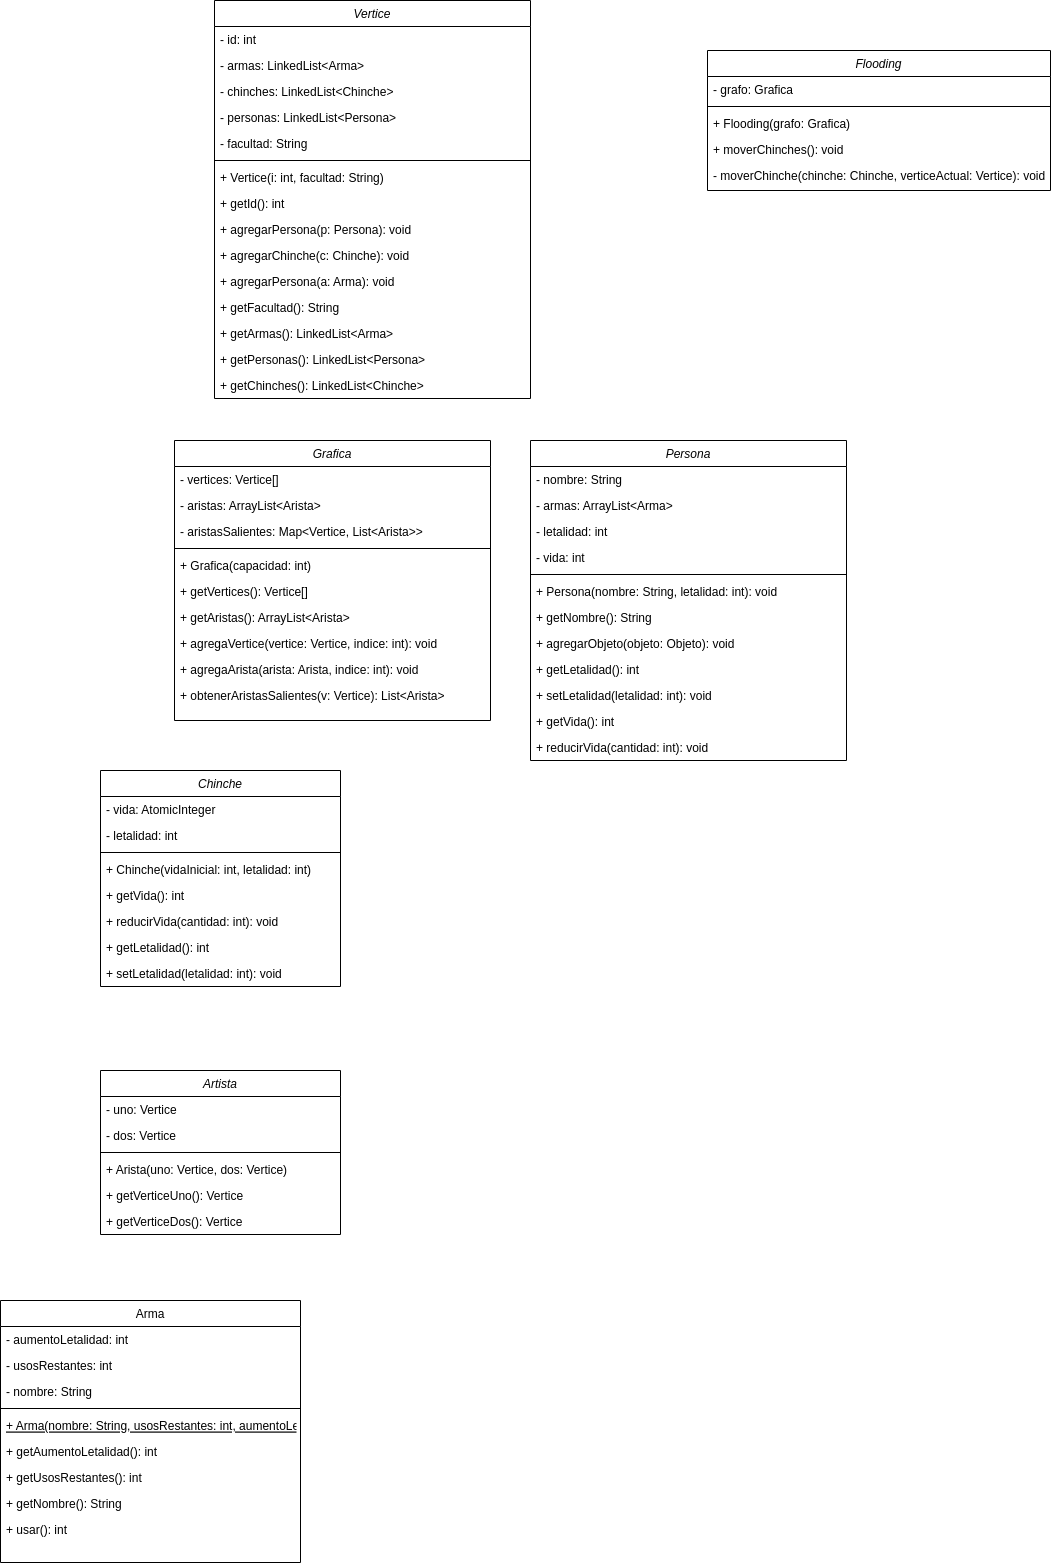 Vertice
- id: int
- armas: LinkedList<Arma>
- chinches: LinkedList<Chinche>
- personas: LinkedList<Persona>
- facultad: String
+ Vertice(i: int, facultad: String)
+ getId(): int
+ agregarPersona(p: Persona): void
+ agregarChinche(c: Chinche): void
+ agregarPersona(a: Arma): void
+ getFacultad(): String
+ getArmas(): LinkedList<Arma>
+ getPersonas(): LinkedList<Persona>
+ getChinches(): LinkedList<Chinche>
Flooding
- grafo: Grafica
+ Flooding(grafo: Grafica)
+ moverChinches(): void
- moverChinche(chinche: Chinche, verticeActual: Vertice): void
Grafica
- vertices: Vertice[]
- aristas: ArrayList<Arista>
- aristasSalientes: Map<Vertice, List<Arista>>
+ Grafica(capacidad: int)
+ getVertices(): Vertice[]
+ getAristas(): ArrayList<Arista>
+ agregaVertice(vertice: Vertice, indice: int): void
+ agregaArista(arista: Arista, indice: int): void
+ obtenerAristasSalientes(v: Vertice): List<Arista>
Persona
- nombre: String
- armas: ArrayList<Arma>
- letalidad: int
- vida: int
+ Persona(nombre: String, letalidad: int): void
+ getNombre(): String
+ agregarObjeto(objeto: Objeto): void
+ getLetalidad(): int
+ setLetalidad(letalidad: int): void
+ getVida(): int
+ reducirVida(cantidad: int): void
Chinche
- vida: AtomicInteger
- letalidad: int
+ Chinche(vidaInicial: int, letalidad: int)
+ getVida(): int
+ reducirVida(cantidad: int): void
+ getLetalidad(): int
+ setLetalidad(letalidad: int): void
Artista
- uno: Vertice
- dos: Vertice
+ Arista(uno: Vertice, dos: Vertice)
+ getVerticeUno(): Vertice
+ getVerticeDos(): Vertice
Arma
- aumentoLetalidad: int
- usosRestantes: int
- nombre: String
+ Arma(nombre: String, usosRestantes: int, aumentoLe
+ getAumentoLetalidad(): int
+ getUsosRestantes(): int
+ getNombre(): String
+ usar(): int